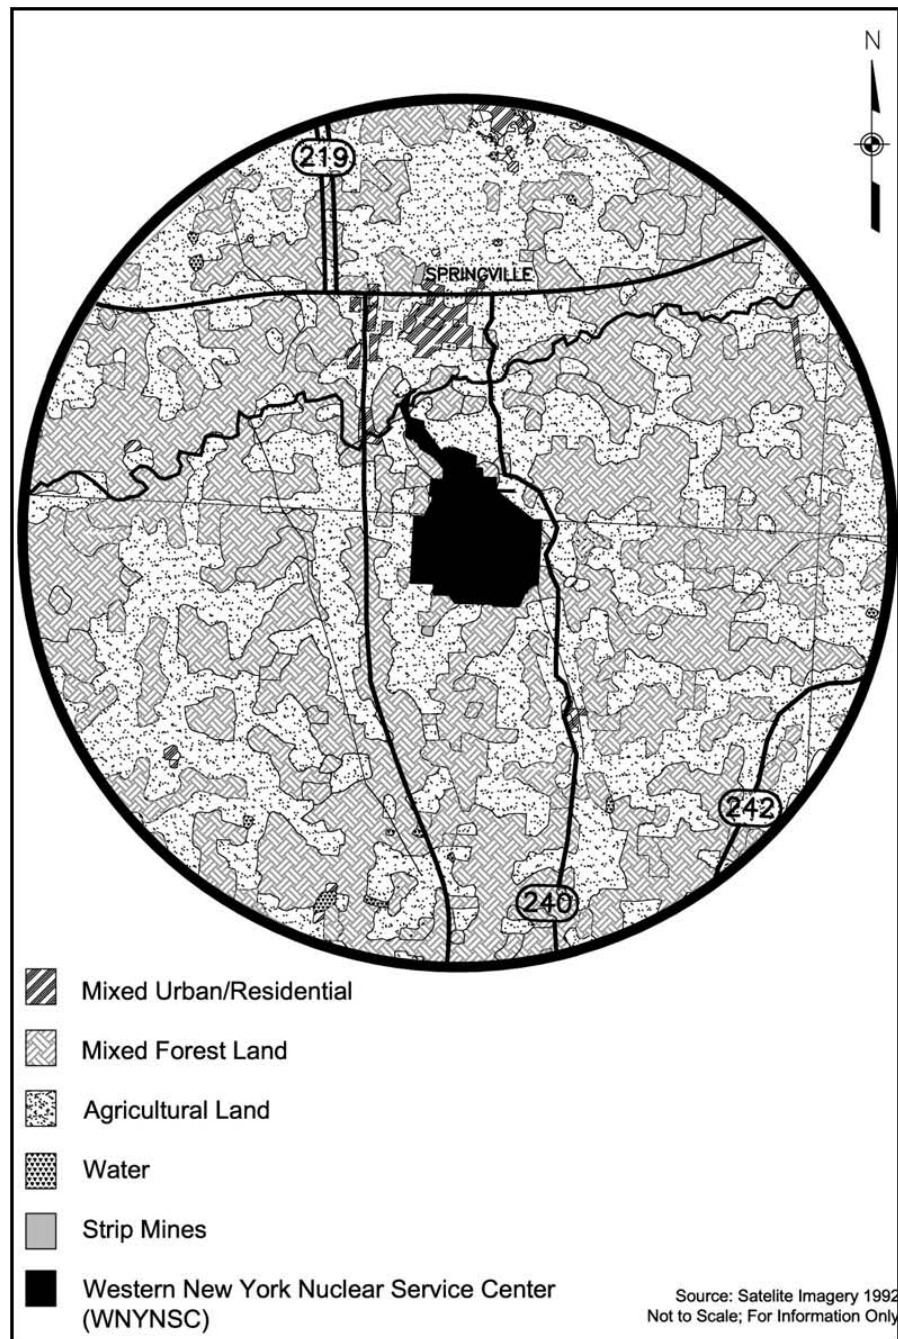 N
219
SPRINGVILLE
242
240
Mixed Urban/Residential
Mixed Forest Land
Agricultural Land
Water
Strip Mines
Western New York Nuclear Service Center
(WNYNSC)
Source: Satelite Imagery 1992
Not to Scale; For Information Only